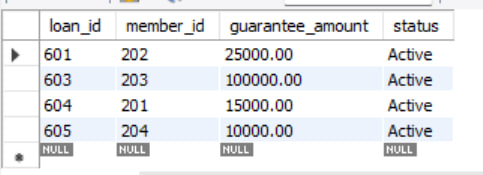 loan_id member_id guarantee_amount status
601 202 25000.00 Active
603 203 100000.00 Active
604 201 15000.00 Active
605 204 10000.00 Active
NULL NULL NULL NULL